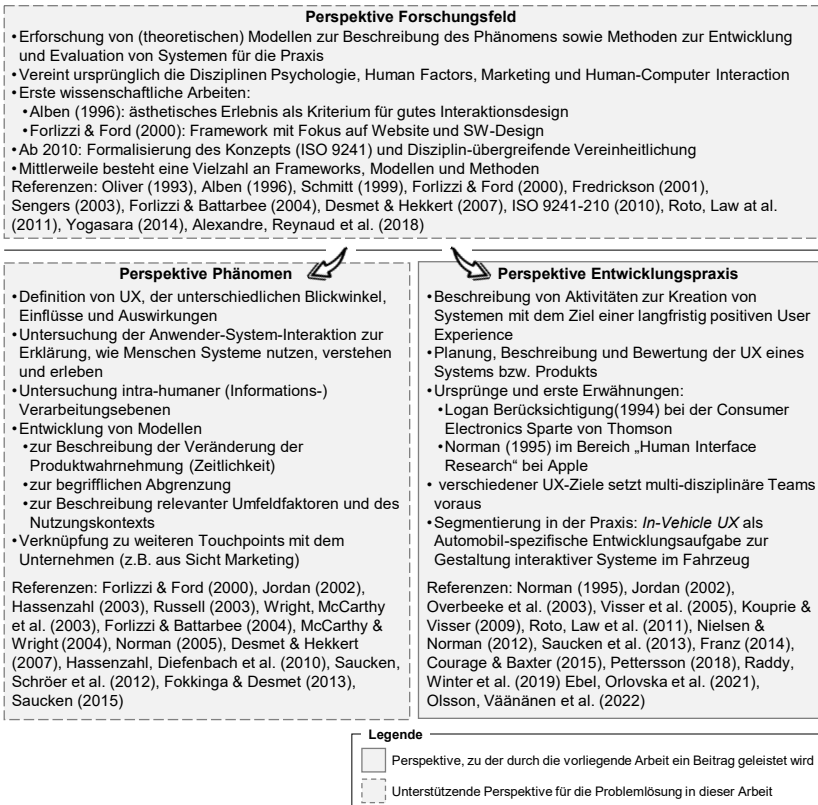 Perspektive Forschungsfeld
•Erforschung von (theoretischen) Modellen zur Beschreibung des Phänomens sowie Methoden zur Entwicklung
und Evaluation von Systemen für die Praxis
•Vereint ursprünglich die Disziplinen Psychologie, Human Factors, Marketing und Human-Computer Interaction
•Erste wissenschaftliche Arbeiten:
•Alben (1996): ästhetisches Erlebnis als Kriterium für gutes Interaktionsdesign
•Forlizzi & Ford (2000): Framework mit Fokus auf Website und SW-Design
•Ab 2010: Formalisierung des Konzepts (ISO 9241) und Disziplin-übergreifende Vereinheitlichung
•Mittlerweile besteht eine Vielzahl an Frameworks, Modellen und Methoden
Referenzen: Oliver (1993), Alben (1996), Schmitt (1999), Forlizzi & Ford (2000), Fredrickson (2001),
Sengers (2003), Forlizzi & Battarbee (2004), Desmet & Hekkert (2007), ISO 9241-210 (2010), Roto, Law at al.
(2011), Yogasara (2014), Alexandre, Reynaud et al. (2018)
Perspektive Phänomen
•Definition von UX, der unterschiedlichen Blickwinkel,
Einflüsse und Auswirkungen
•Untersuchung der Anwender-System-Interaktion zur
Erklärung, wie Menschen Systeme nutzen, verstehen
und erleben
•Untersuchung intra-humaner (Informations-)
Verarbeitungsebenen
•Entwicklung von Modellen
•zur Beschreibung der Veränderung der
Produktwahrnehmung (Zeitlichkeit)
•zur begrifflichen Abgrenzung
•zur Beschreibung relevanter Umfeldfaktoren und des
Nutzungskontexts
•Verknüpfung zu weiteren Touchpoints mit dem
Unternehmen (z.B. aus Sicht Marketing)
Referenzen: Forlizzi & Ford (2000), Jordan (2002),
Hassenzahl (2003), Russell (2003), Wright, McCarthy
et al. (2003), Forlizzi & Battarbee (2004), McCarthy &
Wright (2004), Norman (2005), Desmet & Hekkert
(2007), Hassenzahl, Diefenbach et al. (2010), Saucken,
Schröer et al. (2012), Fokkinga & Desmet (2013),
Saucken (2015)
Perspektive Entwicklungspraxis
•Beschreibung von Aktivitäten zur Kreation von
Systemen mit dem Ziel einer langfristig positiven User
Experience
•Planung, Beschreibung und Bewertung der UX eines
Systems bzw. Produkts
•Ursprünge und erste Erwähnungen:
•Logan Berücksichtigung(1994) bei der Consumer
Electronics Sparte von Thomson
•Norman (1995) im Bereich „Human Interface
Research“ bei Apple
• verschiedener UX-Ziele setzt multi-disziplinäre Teams
voraus
•Segmentierung in der Praxis: In-Vehicle UX als
Automobil-spezifische Entwicklungsaufgabe zur
Gestaltung interaktiver Systeme im Fahrzeug
Referenzen: Norman (1995), Jordan (2002),
Overbeeke et al. (2003), Visser et al. (2005), Kouprie &
Visser (2009), Roto, Law et al. (2011), Nielsen &
Norman (2012), Saucken et al. (2013), Franz (2014),
Courage & Baxter (2015), Pettersson (2018), Raddy,
Winter et al. (2019) Ebel, Orlovska et al. (2021),
Olsson, Väänänen et al. (2022)
Legende
Perspektive, zu der durch die vorliegende Arbeit ein Beitrag geleistet wird
Unterstützende Perspektive für die Problemlösung in dieser Arbeit